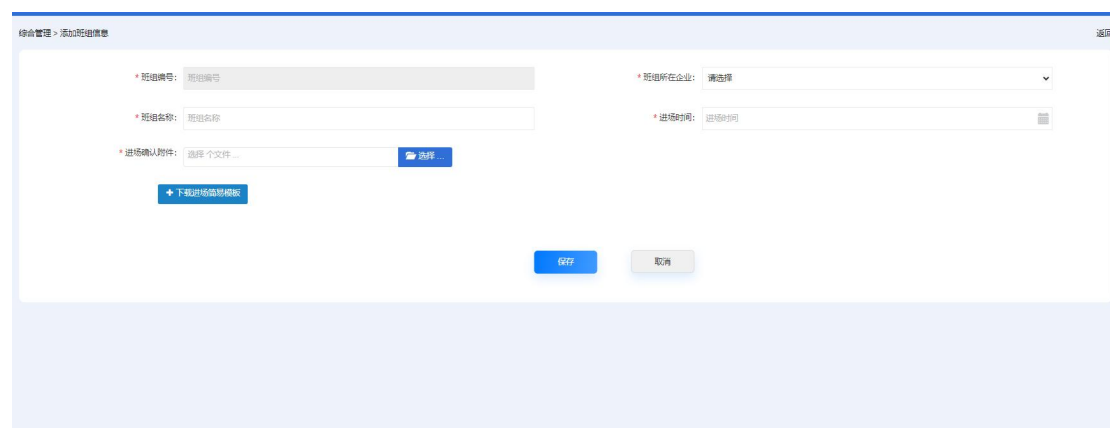 综合管理 > 添加班组信息
返回
* 班组编号： 班组编号
* 班组所在企业： 请选择
* 班组名称： 班组名称
* 进场时间： 进场时间
* 进场确认附件： 选择 个文件 ... 选择 ...
+ 下载进场简易模板
保存 取消